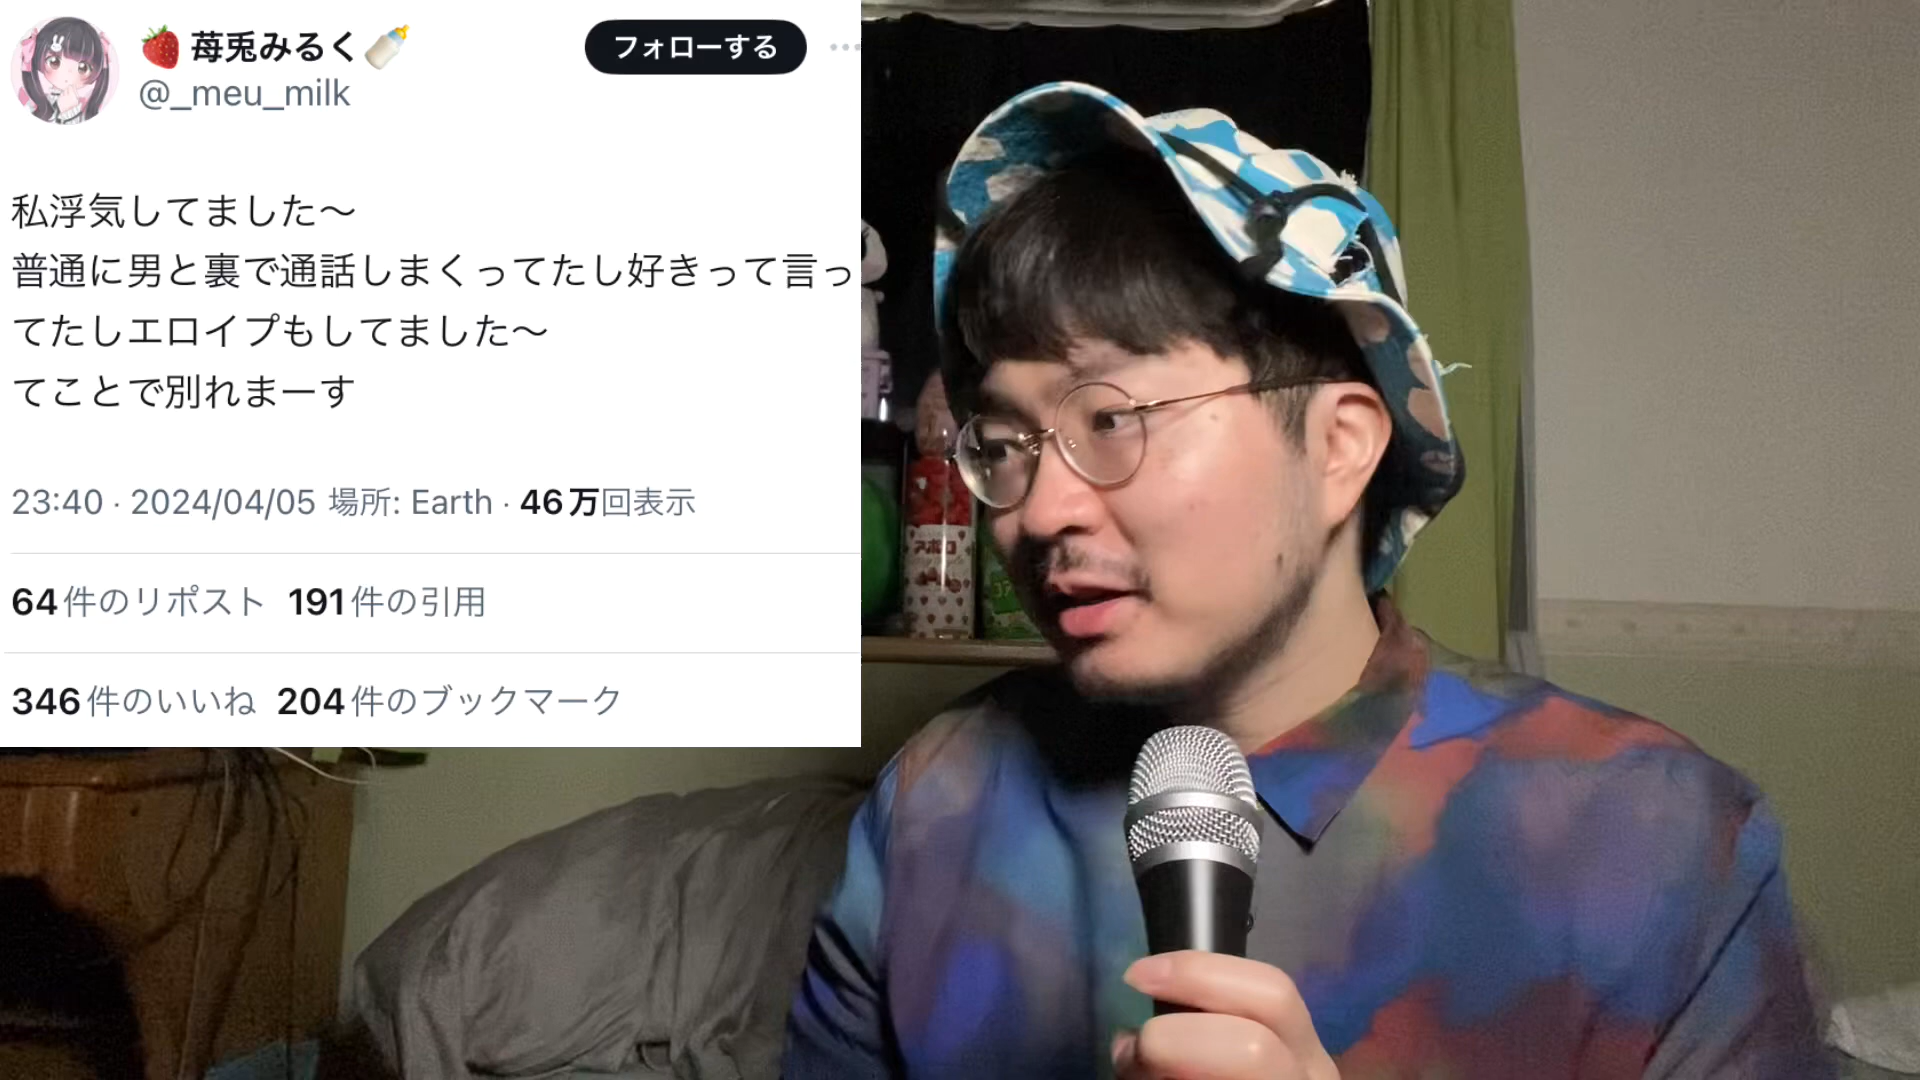 🍓 苺兎みるく🍼
フォローする
@_meu_milk
私浮気してました〜
普通に男と裏で通話しまくってたし好きって言っ
てたしエロイプもしてました〜
てことで別れまーす
23:40 · 2024/04/05 場所: Earth · 46万回表示
64件のリポスト 191件の引用
346件のいいね 204件のブックマーク
アポロ